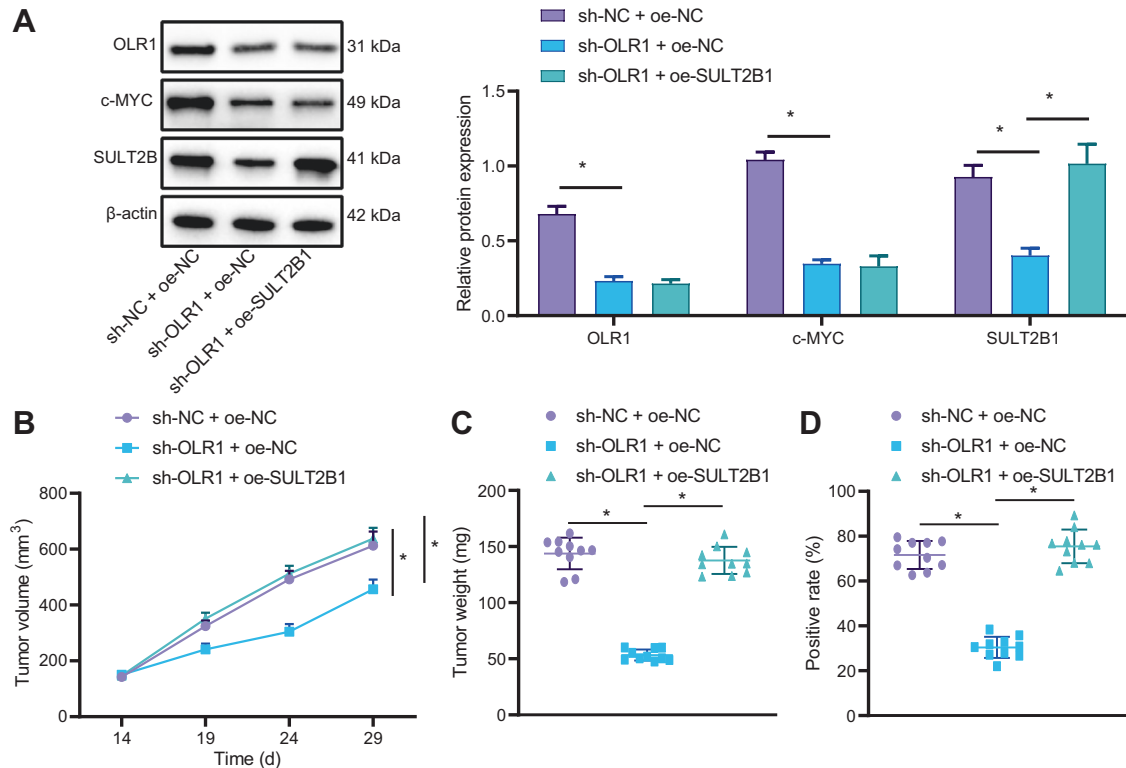 A
OLR1
31 kDa
c-MYC
49 kDa
SULT2B
41 kDa
β-actin
42 kDa
sh-NC + oe-NC
sh-OLR1 + oe-NC
sh-OLR1 + oe-SULT2B1
sh-NC + oe-NC
sh-OLR1 + oe-NC
sh-OLR1 + oe-SULT2B1
Relative protein expression
1.5
1.0
0.5
0.0
*
*
*
*
OLR1
c-MYC
SULT2B1
B
sh-NC + oe-NC
sh-OLR1 + oe-NC
sh-OLR1 + oe-SULT2B1
Tumor volume (mm³)
800
600
400
200
0
*
*
14
19
24
29
Time (d)
C
sh-NC + oe-NC
sh-OLR1 + oe-NC
sh-OLR1 + oe-SULT2B1
Tumor weight (mg)
200
150
100
50
0
*
*
D
sh-NC + oe-NC
sh-OLR1 + oe-NC
sh-OLR1 + oe-SULT2B1
Positive rate (%)
100
80
60
40
20
0
*
*